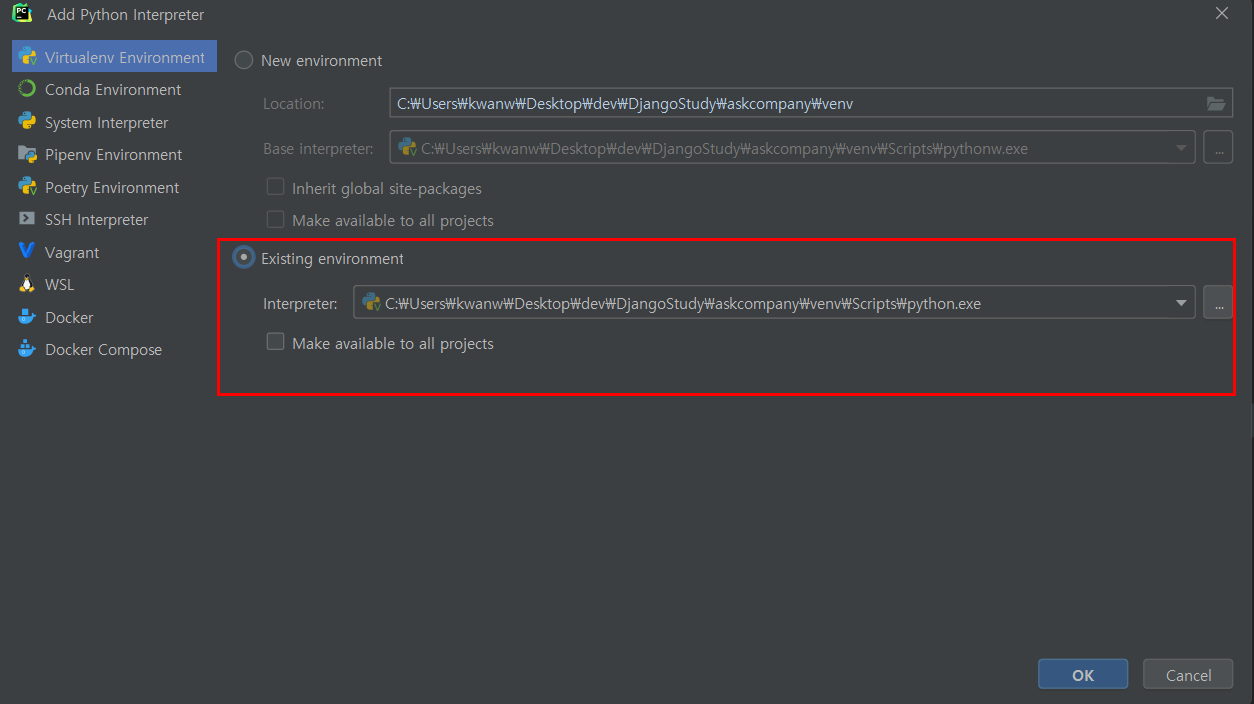 Add Python Interpreter
Virtualenv Environment
Conda Environment
System Interpreter
Pipenv Environment
Poetry Environment
SSH Interpreter
Vagrant
WSL
Docker
Docker Compose
New environment
Location: C:₩Users₩kwanw₩Desktop₩dev₩DjangoStudy₩askcompany₩venv
Base Interpreter: C:₩Users₩kwanw₩Desktop₩dev₩DjangoStudy₩askcompany₩venv₩Scripts₩pythonw.exe ...
Inherit global site-packages
Make available to all projects
Existing environment
Interpreter: C:₩Users₩kwanw₩Desktop₩dev₩DjangoStudy₩askcompany₩venv₩Scripts₩python.exe ...
Make available to all projects
OK Cancel